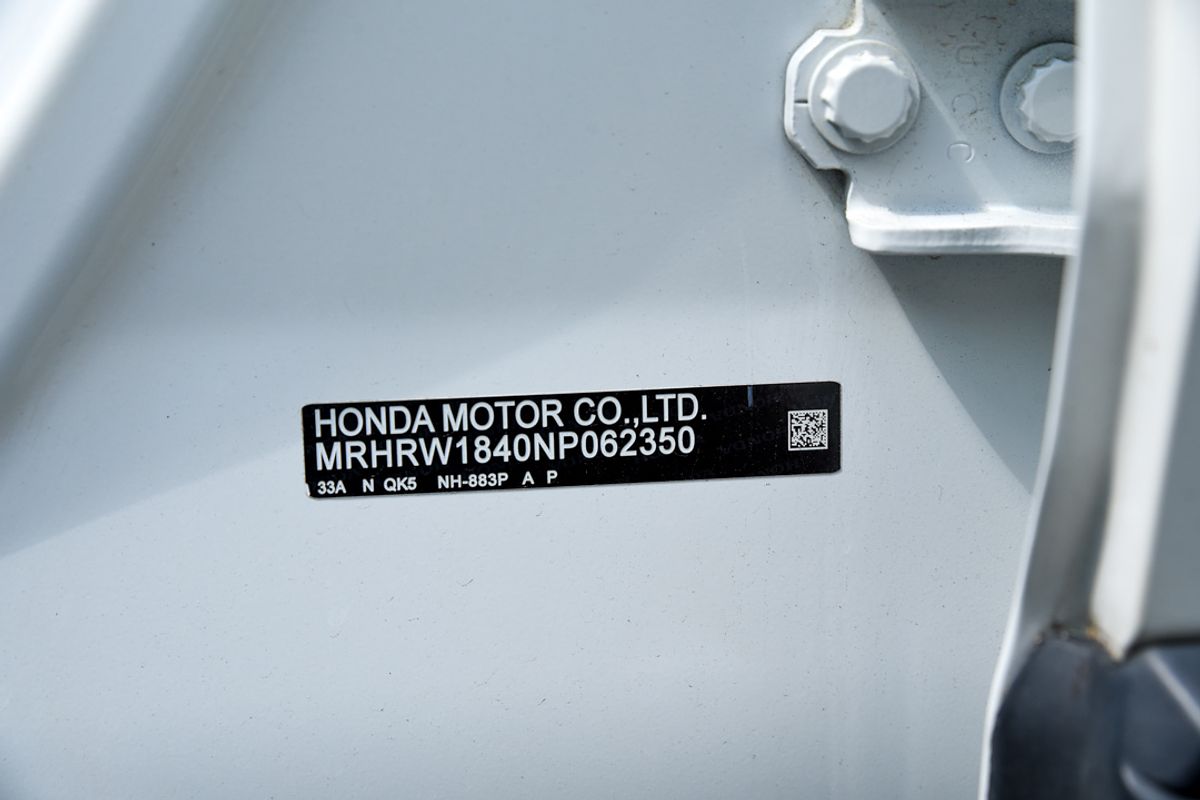 HONDA MOTOR CO.,LTD.
MRHRW1840NP062350
33A N QK5 NH-883P A P